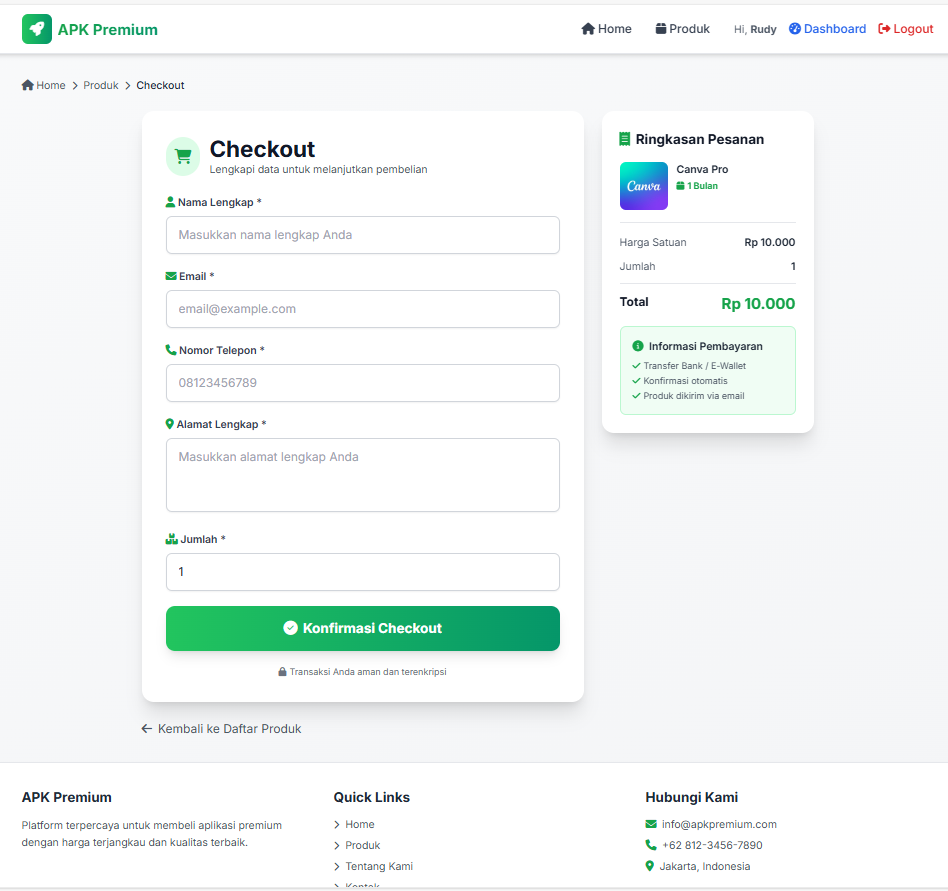 APK Premium
Home Produk Hi, Rudy Dashboard Logout
Home > Produk > Checkout
Checkout
Lengkapi data untuk melanjutkan pembelian
Nama Lengkap *
Masukkan nama lengkap Anda
Email *
email@example.com
Nomor Telepon *
08123456789
Alamat Lengkap *
Masukkan alamat lengkap Anda
Jumlah *
1
Konfirmasi Checkout
Transaksi Anda aman dan terenkripsi
Kembali ke Daftar Produk
Ringkasan Pesanan
Canva
Canva Pro
1 Bulan
Harga Satuan Rp 10.000
Jumlah 1
Total Rp 10.000
Informasi Pembayaran
Transfer Bank / E-Wallet
Konfirmasi otomatis
Produk dikirim via email
APK Premium
Platform terpercaya untuk membeli aplikasi premium
dengan harga terjangkau dan kualitas terbaik.
Quick Links
Home
Produk
Tentang Kami
Kontak
Hubungi Kami
info@apkpremium.com
+62 812-3456-7890
Jakarta, Indonesia